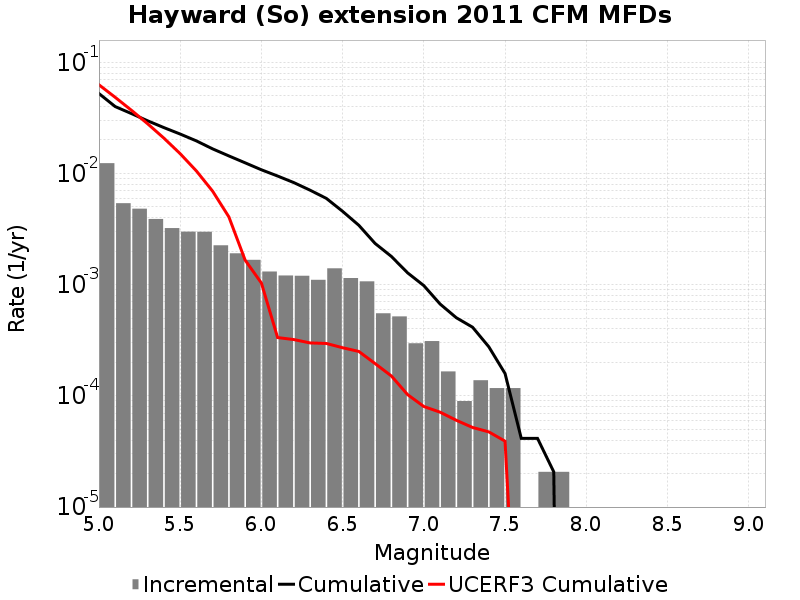 Hayward (So) extension 2011 CFM MFDs
Rate (1/yr)
10-1
10-2
10-3
10-4
10-5
5.0 5.5 6.0 6.5 7.0 7.5 8.0 8.5 9.0
Magnitude
Incremental Cumulative UCERF3 Cumulative